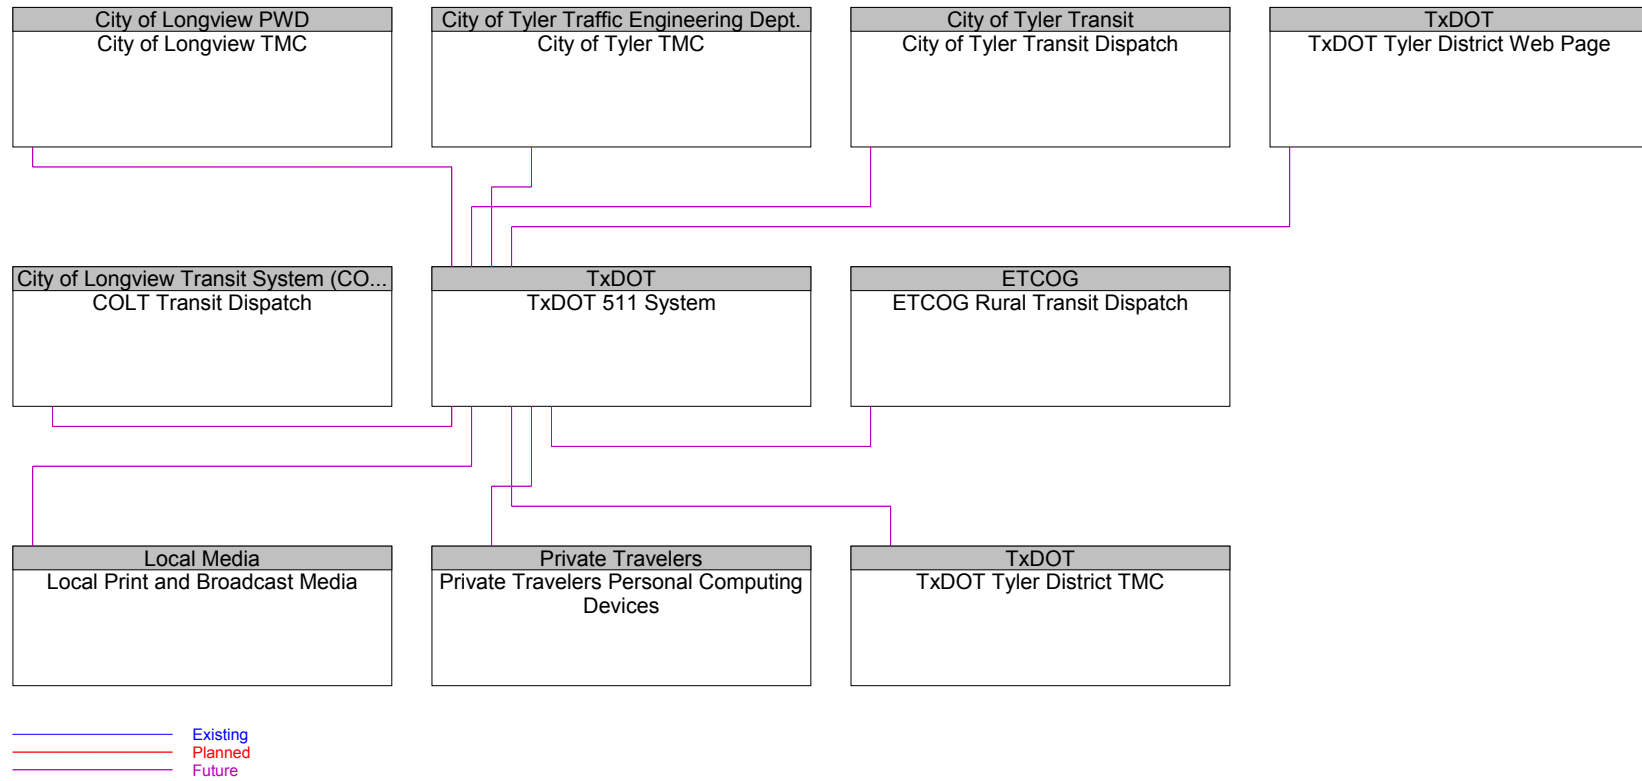 City of Longview PWD
City of Longview TMC
City of Tyler Traffic Engineering Dept.
City of Tyler TMC
City of Tyler Transit
City of Tyler Transit Dispatch
TxDOT
TxDOT Tyler District Web Page
City of Longview Transit System (CO...
COLT Transit Dispatch
TxDOT
TxDOT 511 System
ETCOG
ETCOG Rural Transit Dispatch
Local Media
Local Print and Broadcast Media
Private Travelers
Private Travelers Personal Computing
Devices
TxDOT
TxDOT Tyler District TMC
Existing
Planned
Future